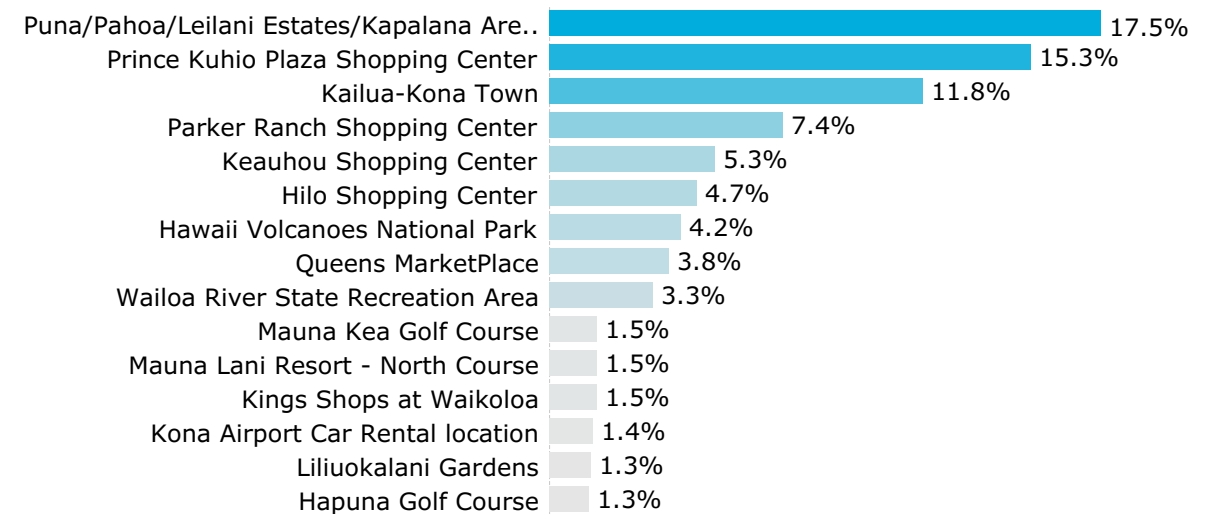 Puna/Pahoa/Leilani Estates/Kapalana Are.. 17.5%
Prince Kuhio Plaza Shopping Center 15.3%
Kailua-Kona Town 11.8%
Parker Ranch Shopping Center 7.4%
Keauhou Shopping Center 5.3%
Hilo Shopping Center 4.7%
Hawaii Volcanoes National Park 4.2%
Queens MarketPlace 3.8%
Wailoa River State Recreation Area 3.3%
Mauna Kea Golf Course 1.5%
Mauna Lani Resort - North Course 1.5%
Kings Shops at Waikoloa 1.5%
Kona Airport Car Rental location 1.4%
Liliuokalani Gardens 1.3%
Hapuna Golf Course 1.3%